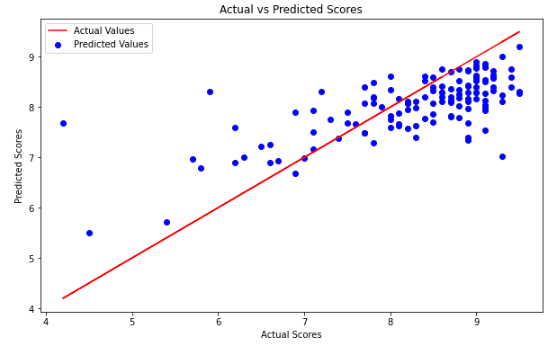 Actual vs Predicted Scores
Actual Values
Predicted Values
Predicted Scores
9
8
7
6
5
4
4
5
6
7
8
9
Actual Scores